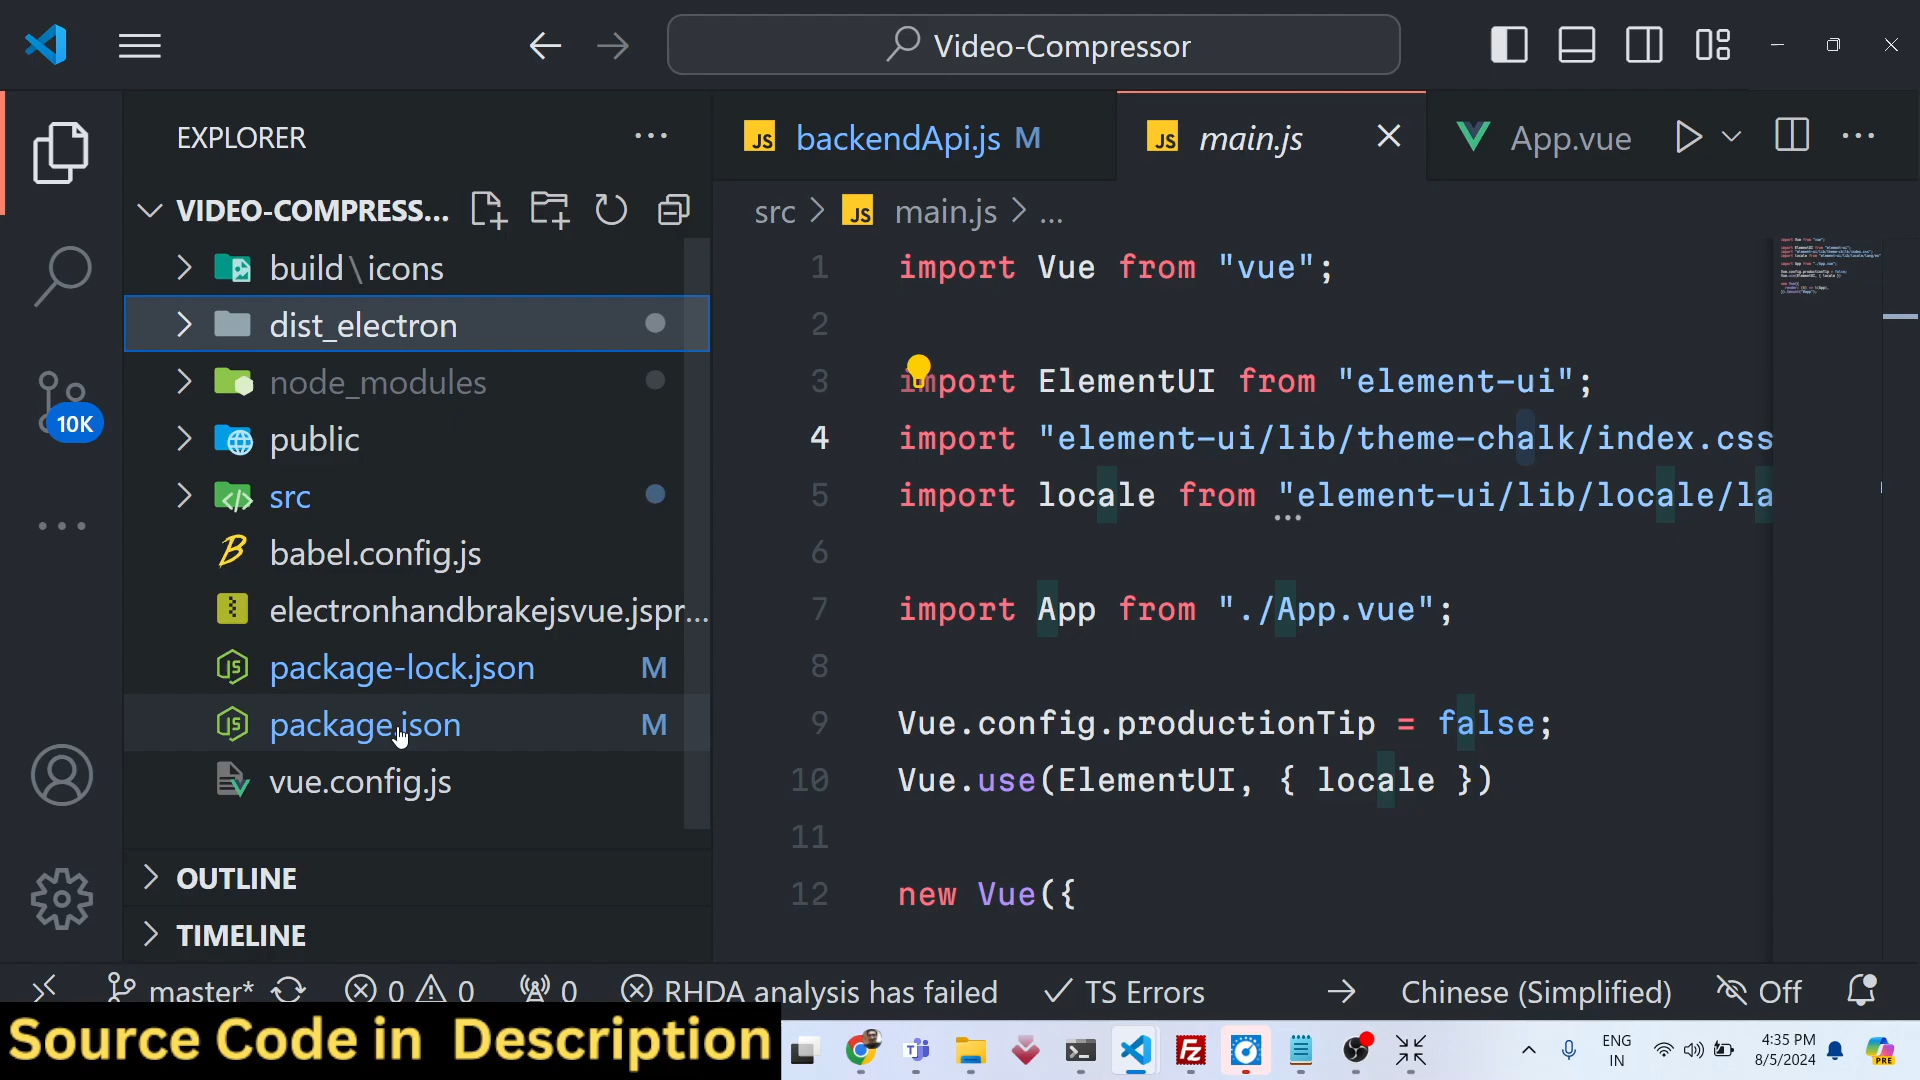 Video-Compressor
EXPLORER
VIDEO-COMPRESS...
build\icons
dist_electron
node_modules
public
src
babel.config.js
electronhandbrakejsvue.jspr...
package-lock.json M
package.json M
vue.config.js
OUTLINE
TIMELINE
10K
JS backendApi.js M
JS main.js
App.vue
src > JS main.js > ...
1 import Vue from "vue";
2
3 import ElementUI from "element-ui";
4 import "element-ui/lib/theme-chalk/index.css
5 import locale from "element-ui/lib/locale/la
6
7 import App from "./App.vue";
8
9 Vue.config.productionTip = false;
10 Vue.use(ElementUI, { locale })
11
12 new Vue({
master* 0 0 0 RHDA analysis has failed TS Errors Chinese (Simplified) Off
Source Code in Description
ENG
IN
4:35 PM
8/5/2024
PRE